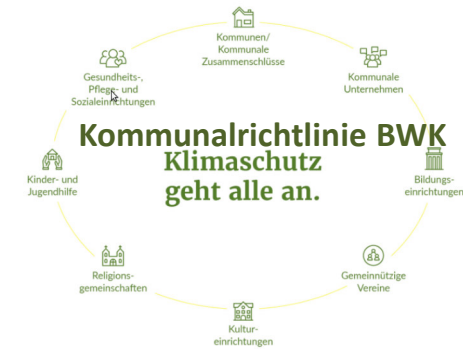 Kommunen/
Kommunale
Zusammenschlüsse
Gesundheits-,
Pflege- und
Sozialeinrichtungen
Kommunale
Unternehmen
Kommunalrichtlinie BWK
Klimaschutz
geht alle an.
Kinder- und
Jugendhilfe
Bildungs-
einrichtungen
Religions-
gemeinschaften
Gemeinnützige
Vereine
Kultur-
einrichtungen